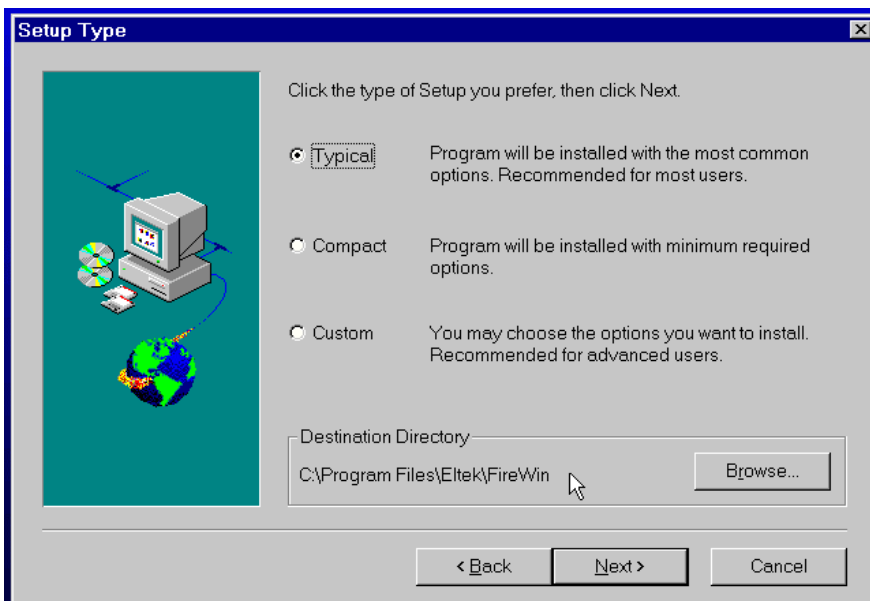 Setup Type
Click the type of Setup you prefer, then click Next.
Typical Program will be installed with the most common
options. Recommended for most users.
Compact Program will be installed with minimum required
options.
Custom You may choose the options you want to install.
Recommended for advanced users.
Destination Directory
C:\Program Files\Eltek\FireWin Browse...
< Back Next > Cancel